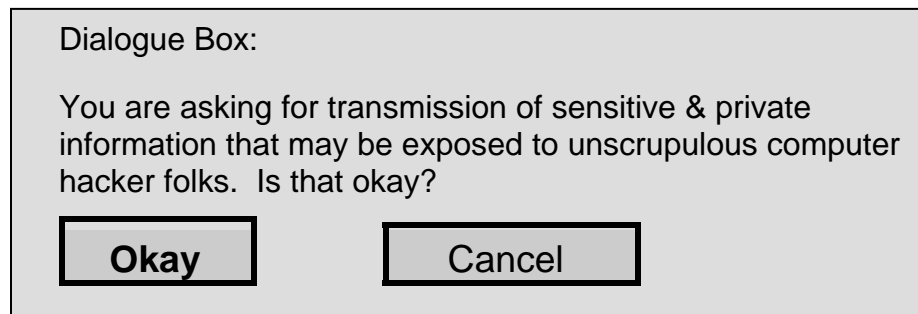 Dialogue Box:
You are asking for transmission of sensitive & private
information that may be exposed to unscrupulous computer
hacker folks.  Is that okay?
Okay Cancel